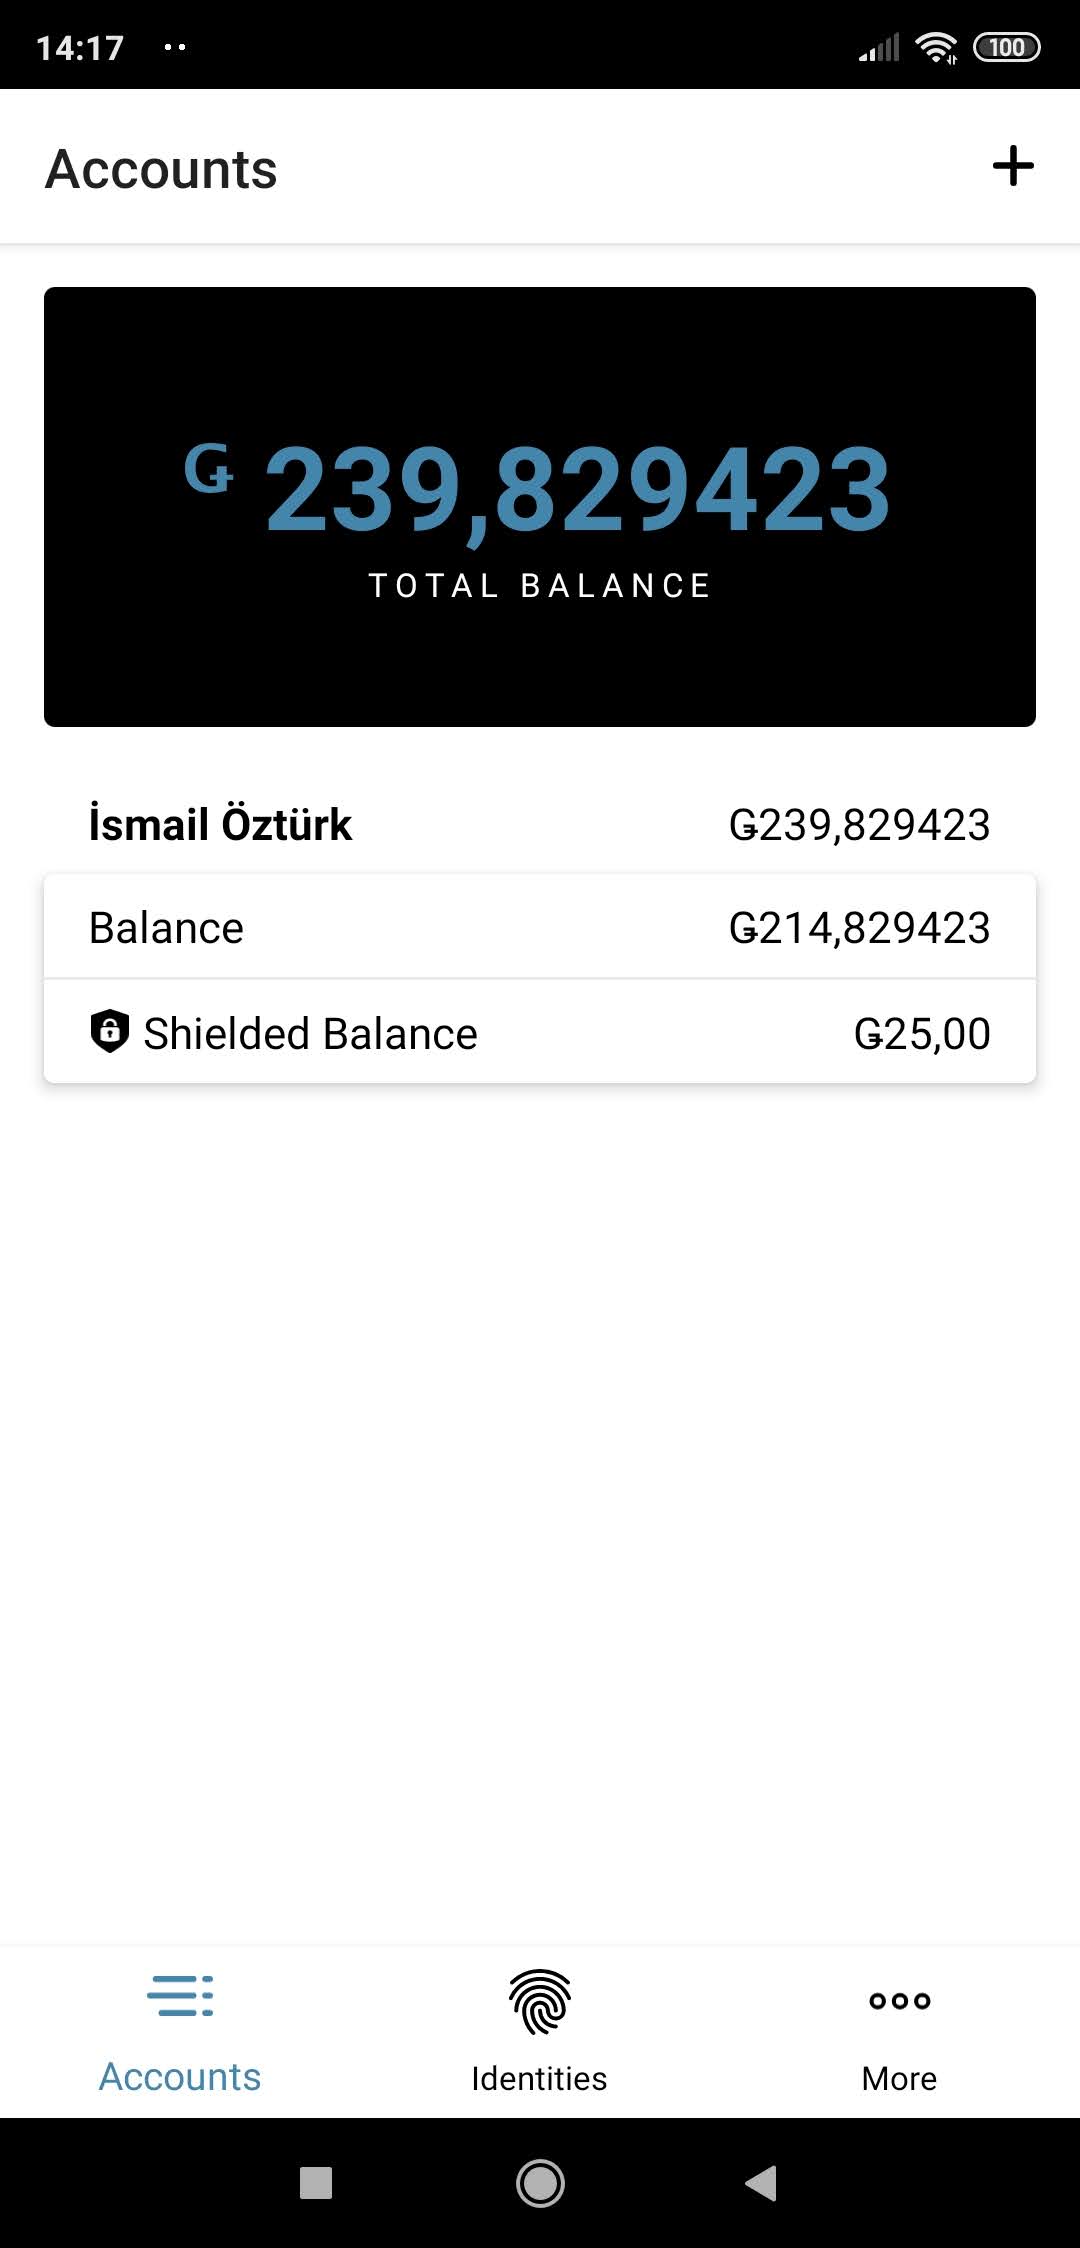 14:17
100
Accounts
Ǥ 239,829423
TOTAL BALANCE
İsmail Öztürk Ǥ239,829423
Balance Ǥ214,829423
Shielded Balance Ǥ25,00
Accounts Identities More